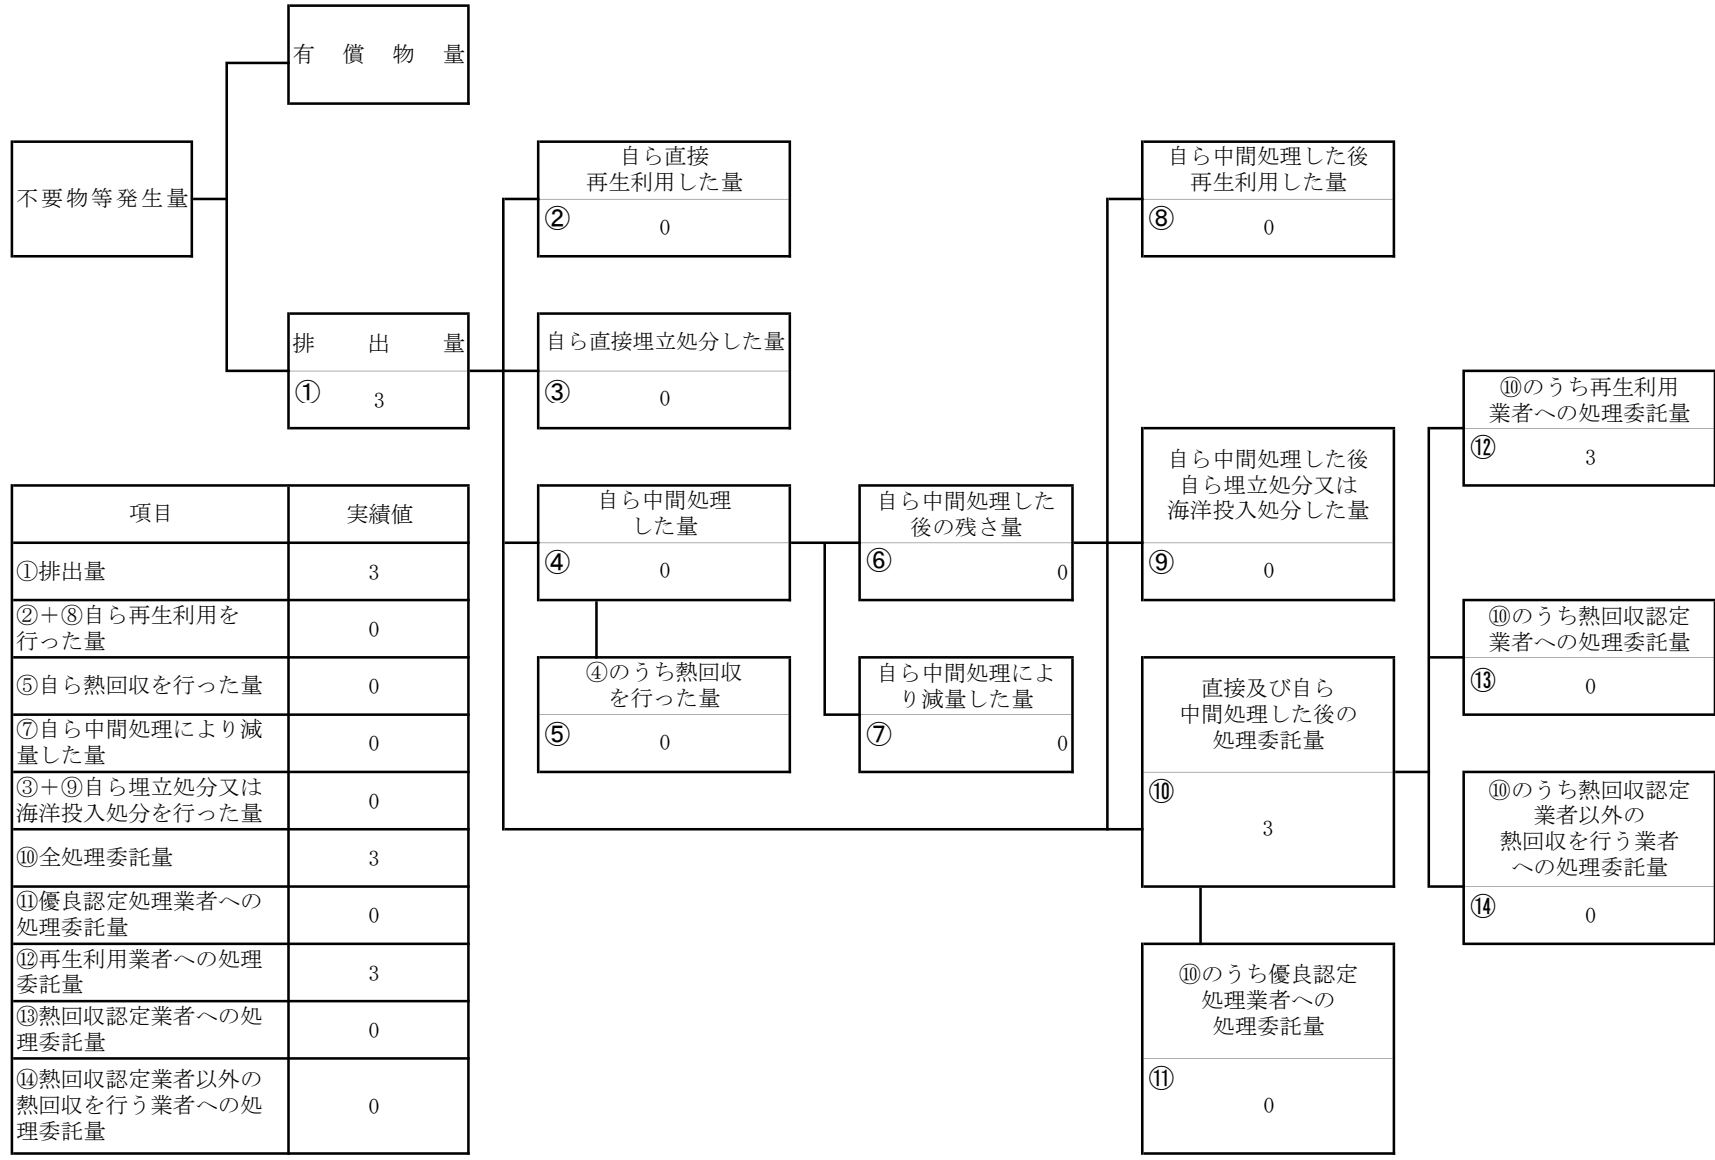 有償物量
不要物等発生量
排出量
① 3
自ら直接
再生利用した量
② 0
自ら直接埋立処分した量
③ 0
自ら中間処理
した量
④ 0
④のうち熱回収
を行った量
⑤ 0
自ら中間処理した
後の残さ量
⑥ 0
自ら中間処理によ
り減量した量
⑦ 0
自ら中間処理した後
再生利用した量
⑧ 0
自ら中間処理した後
自ら埋立処分又は
海洋投入処分した量
⑨ 0
直接及び自ら
中間処理した後の
処理委託量
⑩
3
⑩のうち優良認定
処理業者への
処理委託量
⑪
0
⑩のうち再生利用
業者への処理委託量
⑫ 3
⑩のうち熱回収認定
業者への処理委託量
⑬ 0
⑩のうち熱回収認定
業者以外の
熱回収を行う業者
への処理委託量
⑭ 0
項目 実績値
①排出量 3
②+⑧自ら再生利用を
行った量 0
⑤自ら熱回収を行った量 0
⑦自ら中間処理により減
量した量 0
③+⑨自ら埋立処分又は
海洋投入処分を行った量 0
⑩全処理委託量 3
⑪優良認定処理業者への
処理委託量 0
⑫再生利用業者への処理
委託量 3
⑬熱回収認定業者への処
理委託量 0
⑭熱回収認定業者以外の
熱回収を行う業者への処 0
理委託量